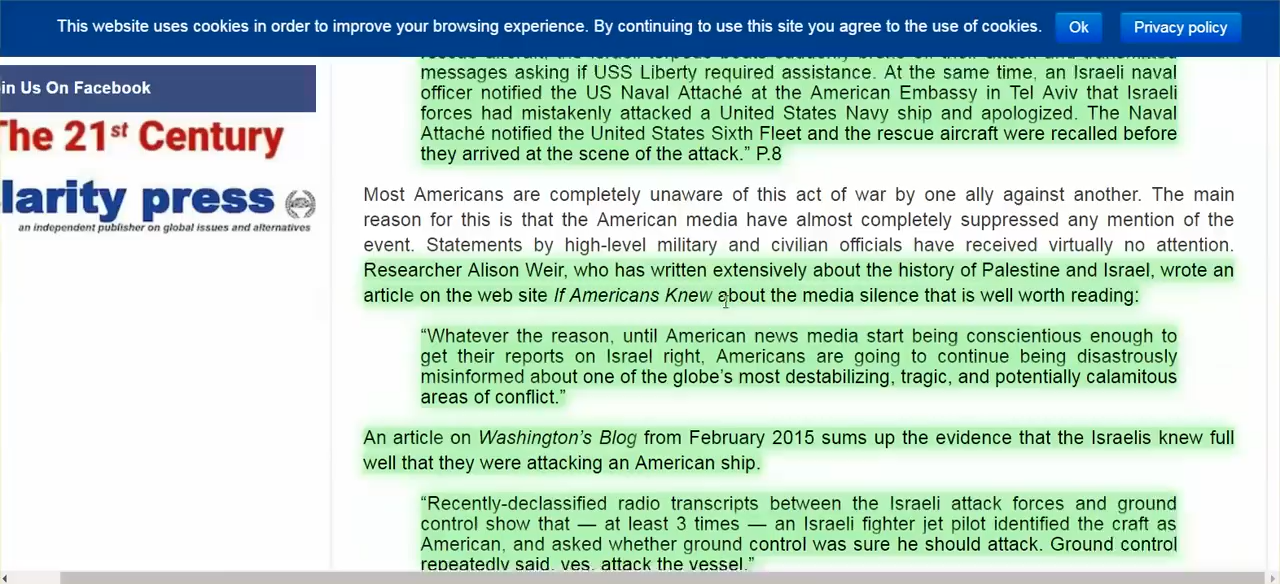 This website uses cookies in order to improve your browsing experience. By continuing to use this site you agree to the use of cookies.
Ok
Privacy policy
in Us On Facebook
The 21st Century
larity press
an independent publisher on global issues and alternatives
messages asking if USS Liberty required assistance. At the same time, an Israeli naval
officer notified the US Naval Attaché at the American Embassy in Tel Aviv that Israeli
forces had mistakenly attacked a United States Navy ship and apologized. The Naval
Attaché notified the United States Sixth Fleet and the rescue aircraft were recalled before
they arrived at the scene of the attack.” P.8
Most Americans are completely unaware of this act of war by one ally against another. The main
reason for this is that the American media have almost completely suppressed any mention of the
event. Statements by high-level military and civilian officials have received virtually no attention.
Researcher Alison Weir, who has written extensively about the history of Palestine and Israel, wrote an
article on the web site If Americans Knew about the media silence that is well worth reading:
“Whatever the reason, until American news media start being conscientious enough to
get their reports on Israel right, Americans are going to continue being disastrously
misinformed about one of the globe’s most destabilizing, tragic, and potentially calamitous
areas of conflict.”
An article on Washington’s Blog from February 2015 sums up the evidence that the Israelis knew full
well that they were attacking an American ship.
“Recently-declassified radio transcripts between the Israeli attack forces and ground
control show that — at least 3 times — an Israeli fighter jet pilot identified the craft as
American, and asked whether ground control was sure he should attack. Ground control
repeatedly said, yes, attack the vessel.”